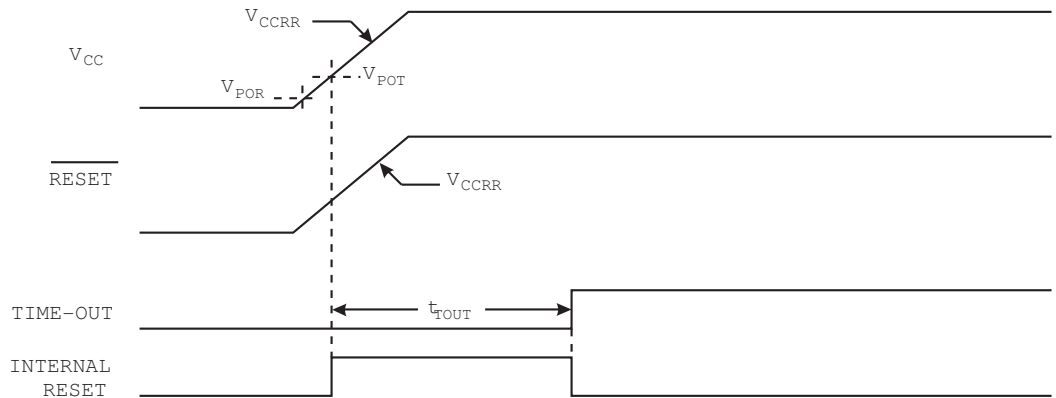 VCCRR
VCC
VPOT
VPOR
RESET
VCCRR
TIME-OUT
tTOUT
INTERNAL
RESET